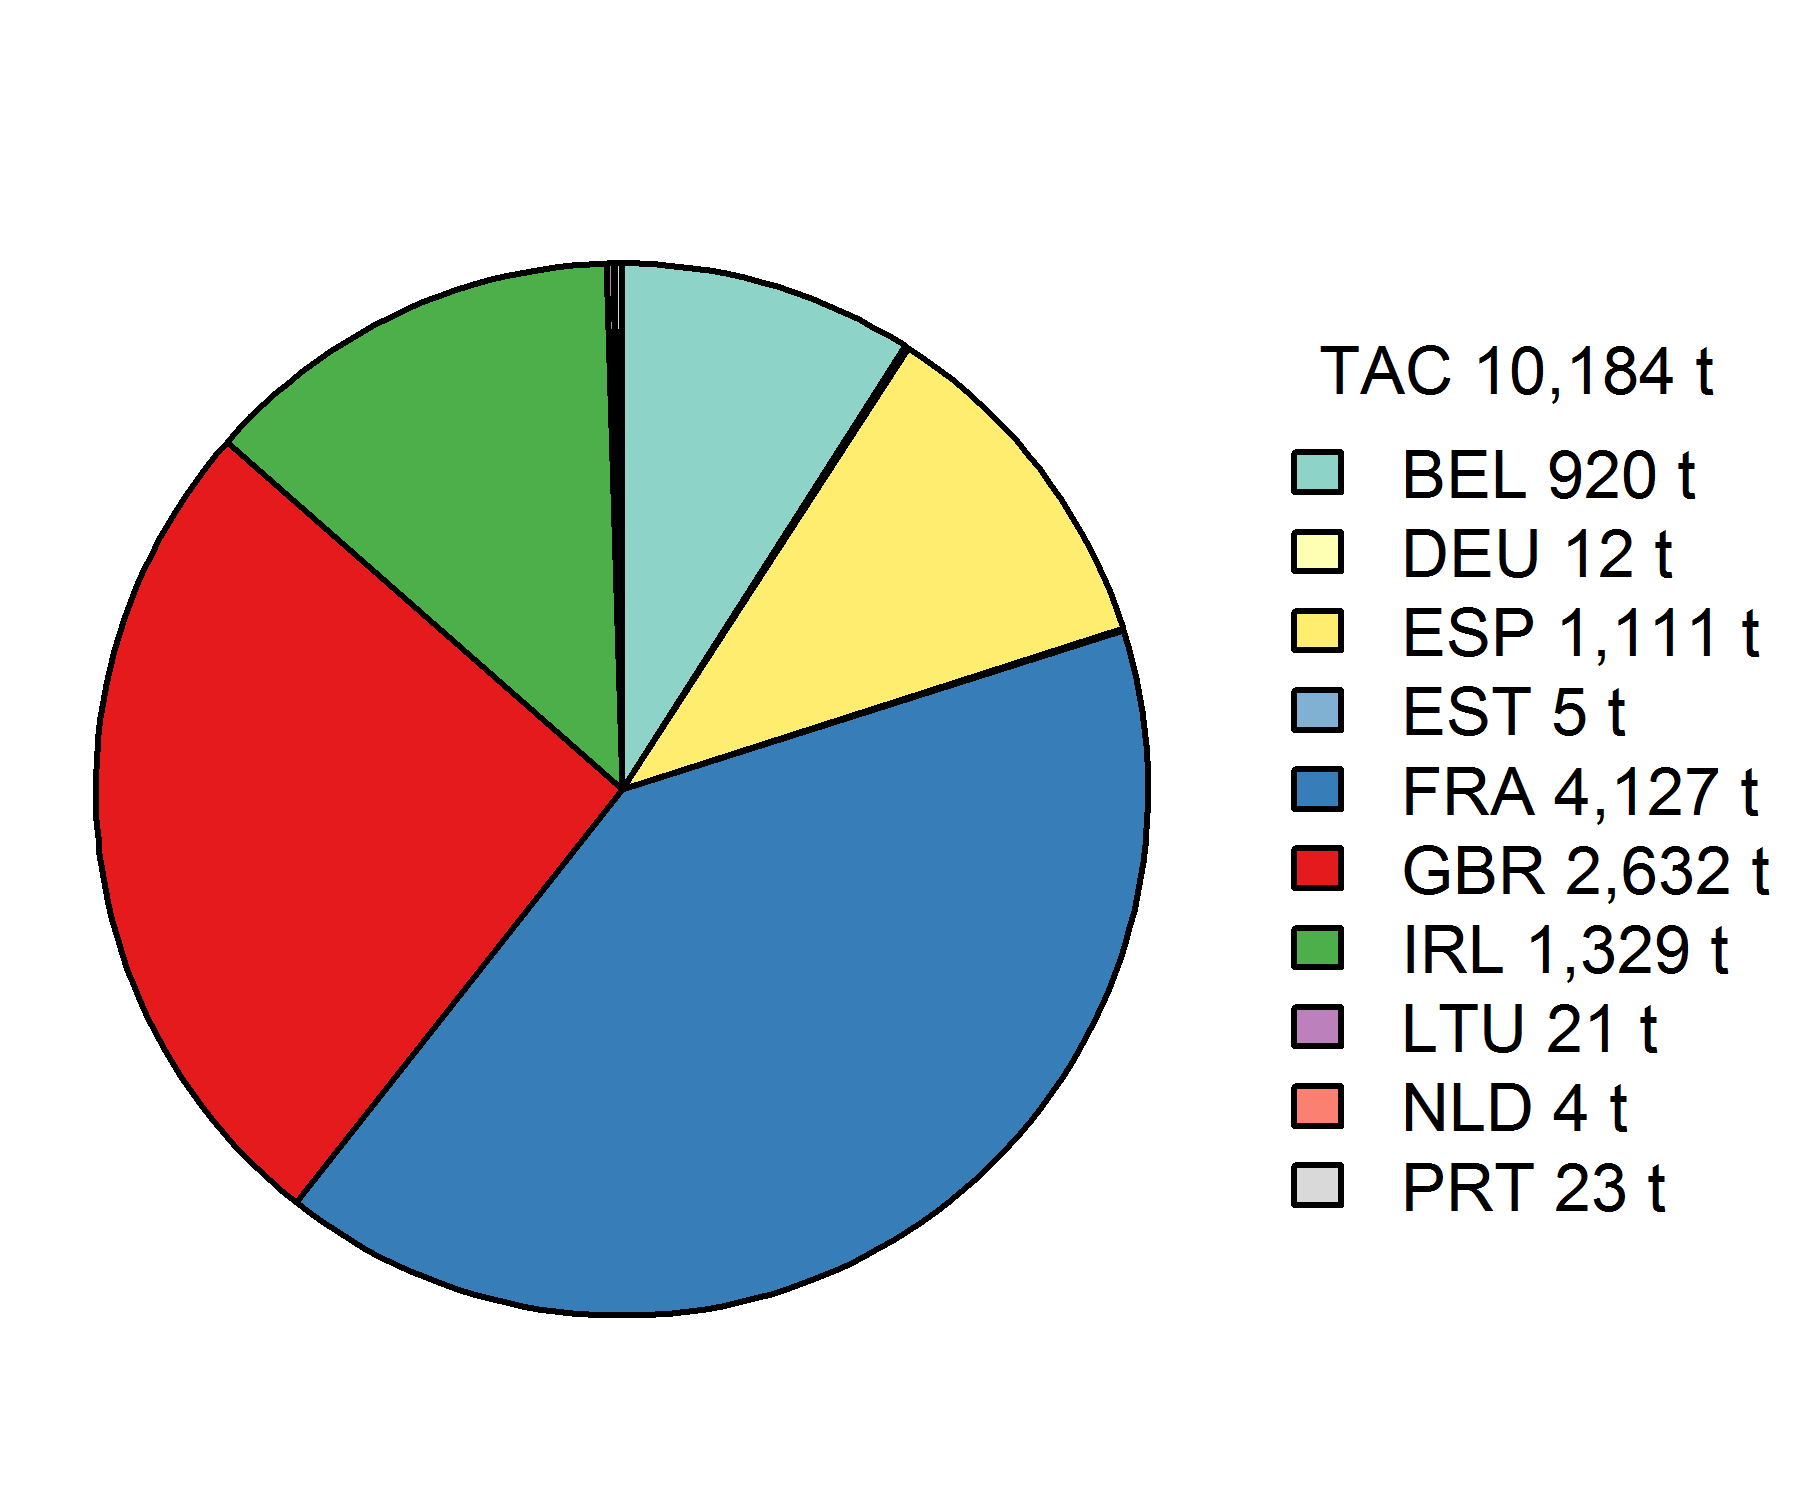 TAC 10,184 t
BEL 920 t
DEU 12 t
ESP 1,111 t
EST 5 t
FRA 4,127 t
GBR 2,632 t
IRL 1,329 t
LTU 21 t
NLD 4 t
PRT 23 t